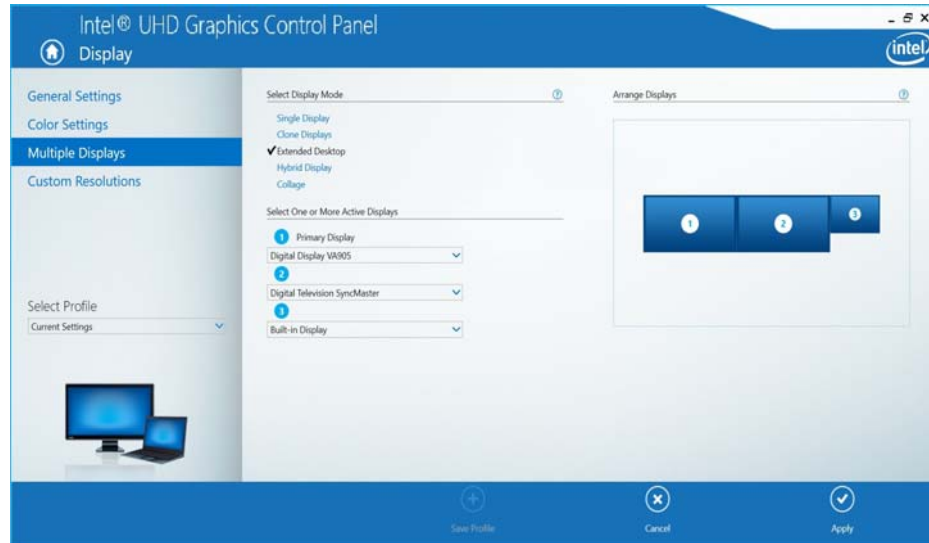 Intel® UHD Graphics Control Panel
Display
intel
General Settings
Color Settings
Multiple Displays
Custom Resolutions
Select Profile
Current Settings
Select Display Mode
?
Single Display
Clone Displays
Extended Desktop
Hybrid Display
Collage
Select One or More Active Displays
1 Primary Display
Digital Display VA905
2
Digital Television SyncMaster
3
Built-in Display
Arrange Displays
?
1
2
3
Save Profile
Cancel
Apply